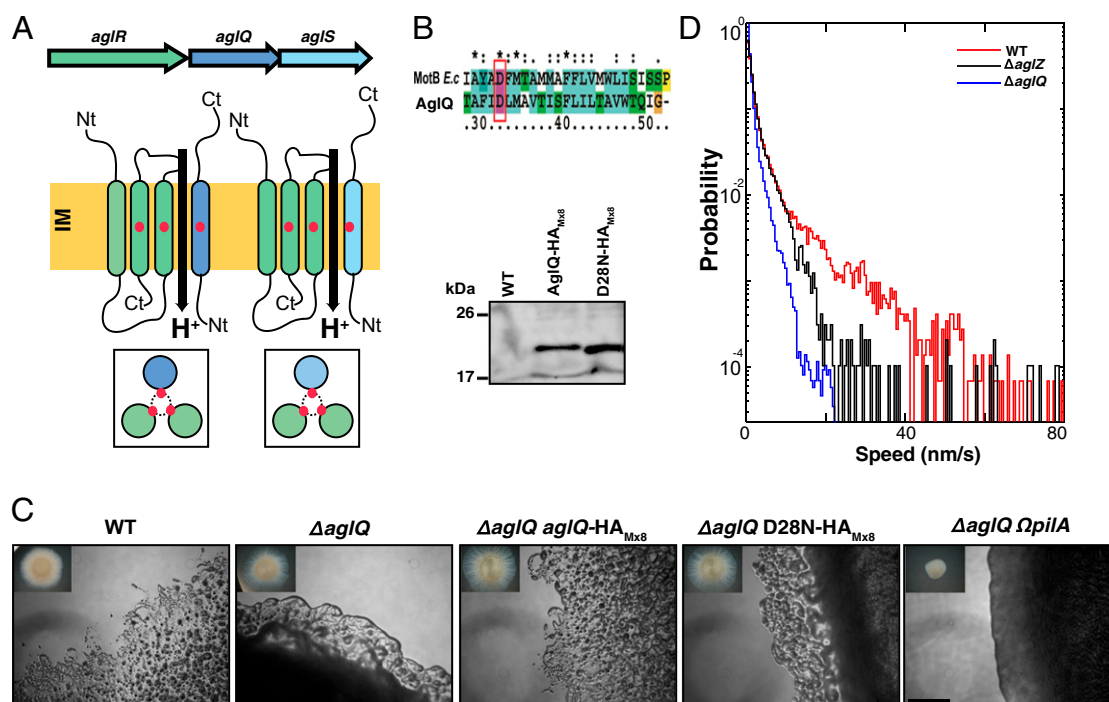 A
aglR aglQ aglS
Ct Ct
Nt Nt
IM
Ct Ct
Nt Nt
H+ H+
B
*: *:*: . *::: : .:
MotB E.c IAYADFMTAMMAFFLVMWLISISSP
AglQ TAFIDLMAVTISFLILTAVWTQIG-
.30.......40........50..
WT
AglQ-HAMx8
D28N-HAMx8
kDa
26
17
D
10^0
10^-2
10^-4
Probability
WT
ΔaglZ
ΔaglQ
0 40 80
Speed (nm/s)
C
WT
ΔaglQ
ΔaglQ aglQ-HAMx8
ΔaglQ D28N-HAMx8
ΔaglQ ΩpilA